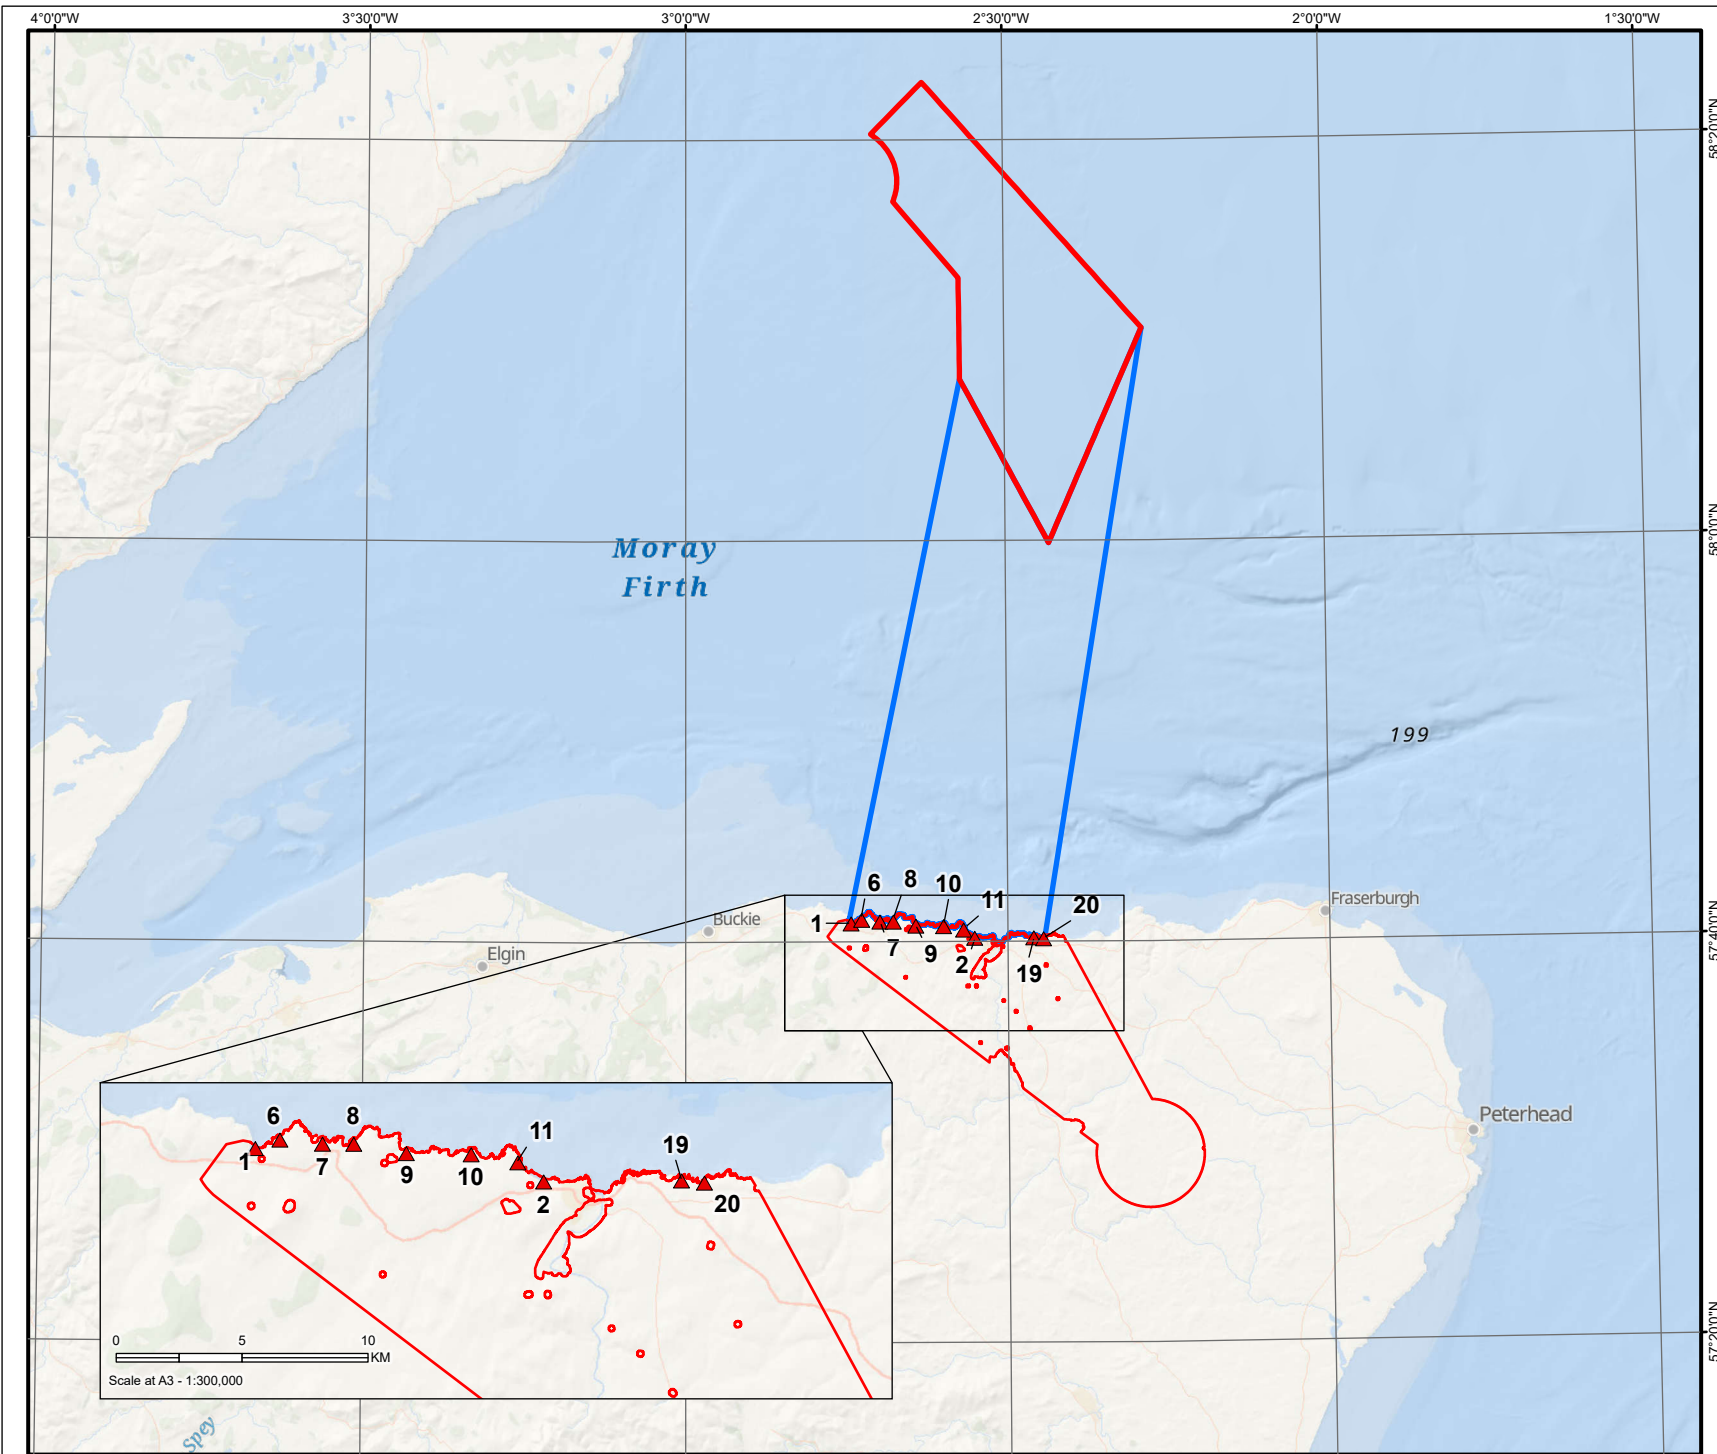 4°0'0"W 3°30'0"W 3°0'0"W 2°30'0"W 2°0'0"W 1°30'0"W
58°20'0"N
58°0'0"N
Moray
Firth
199
6 8 10 11 20
1 7 9 2 19
Fraserburgh
Buckie
57°40'0"N
Elgin
Peterhead
6 8 11 19
1 7 9 10 2 20
0 5 10
KM
Scale at A3 - 1:300,000
57°20'0"N
Spey